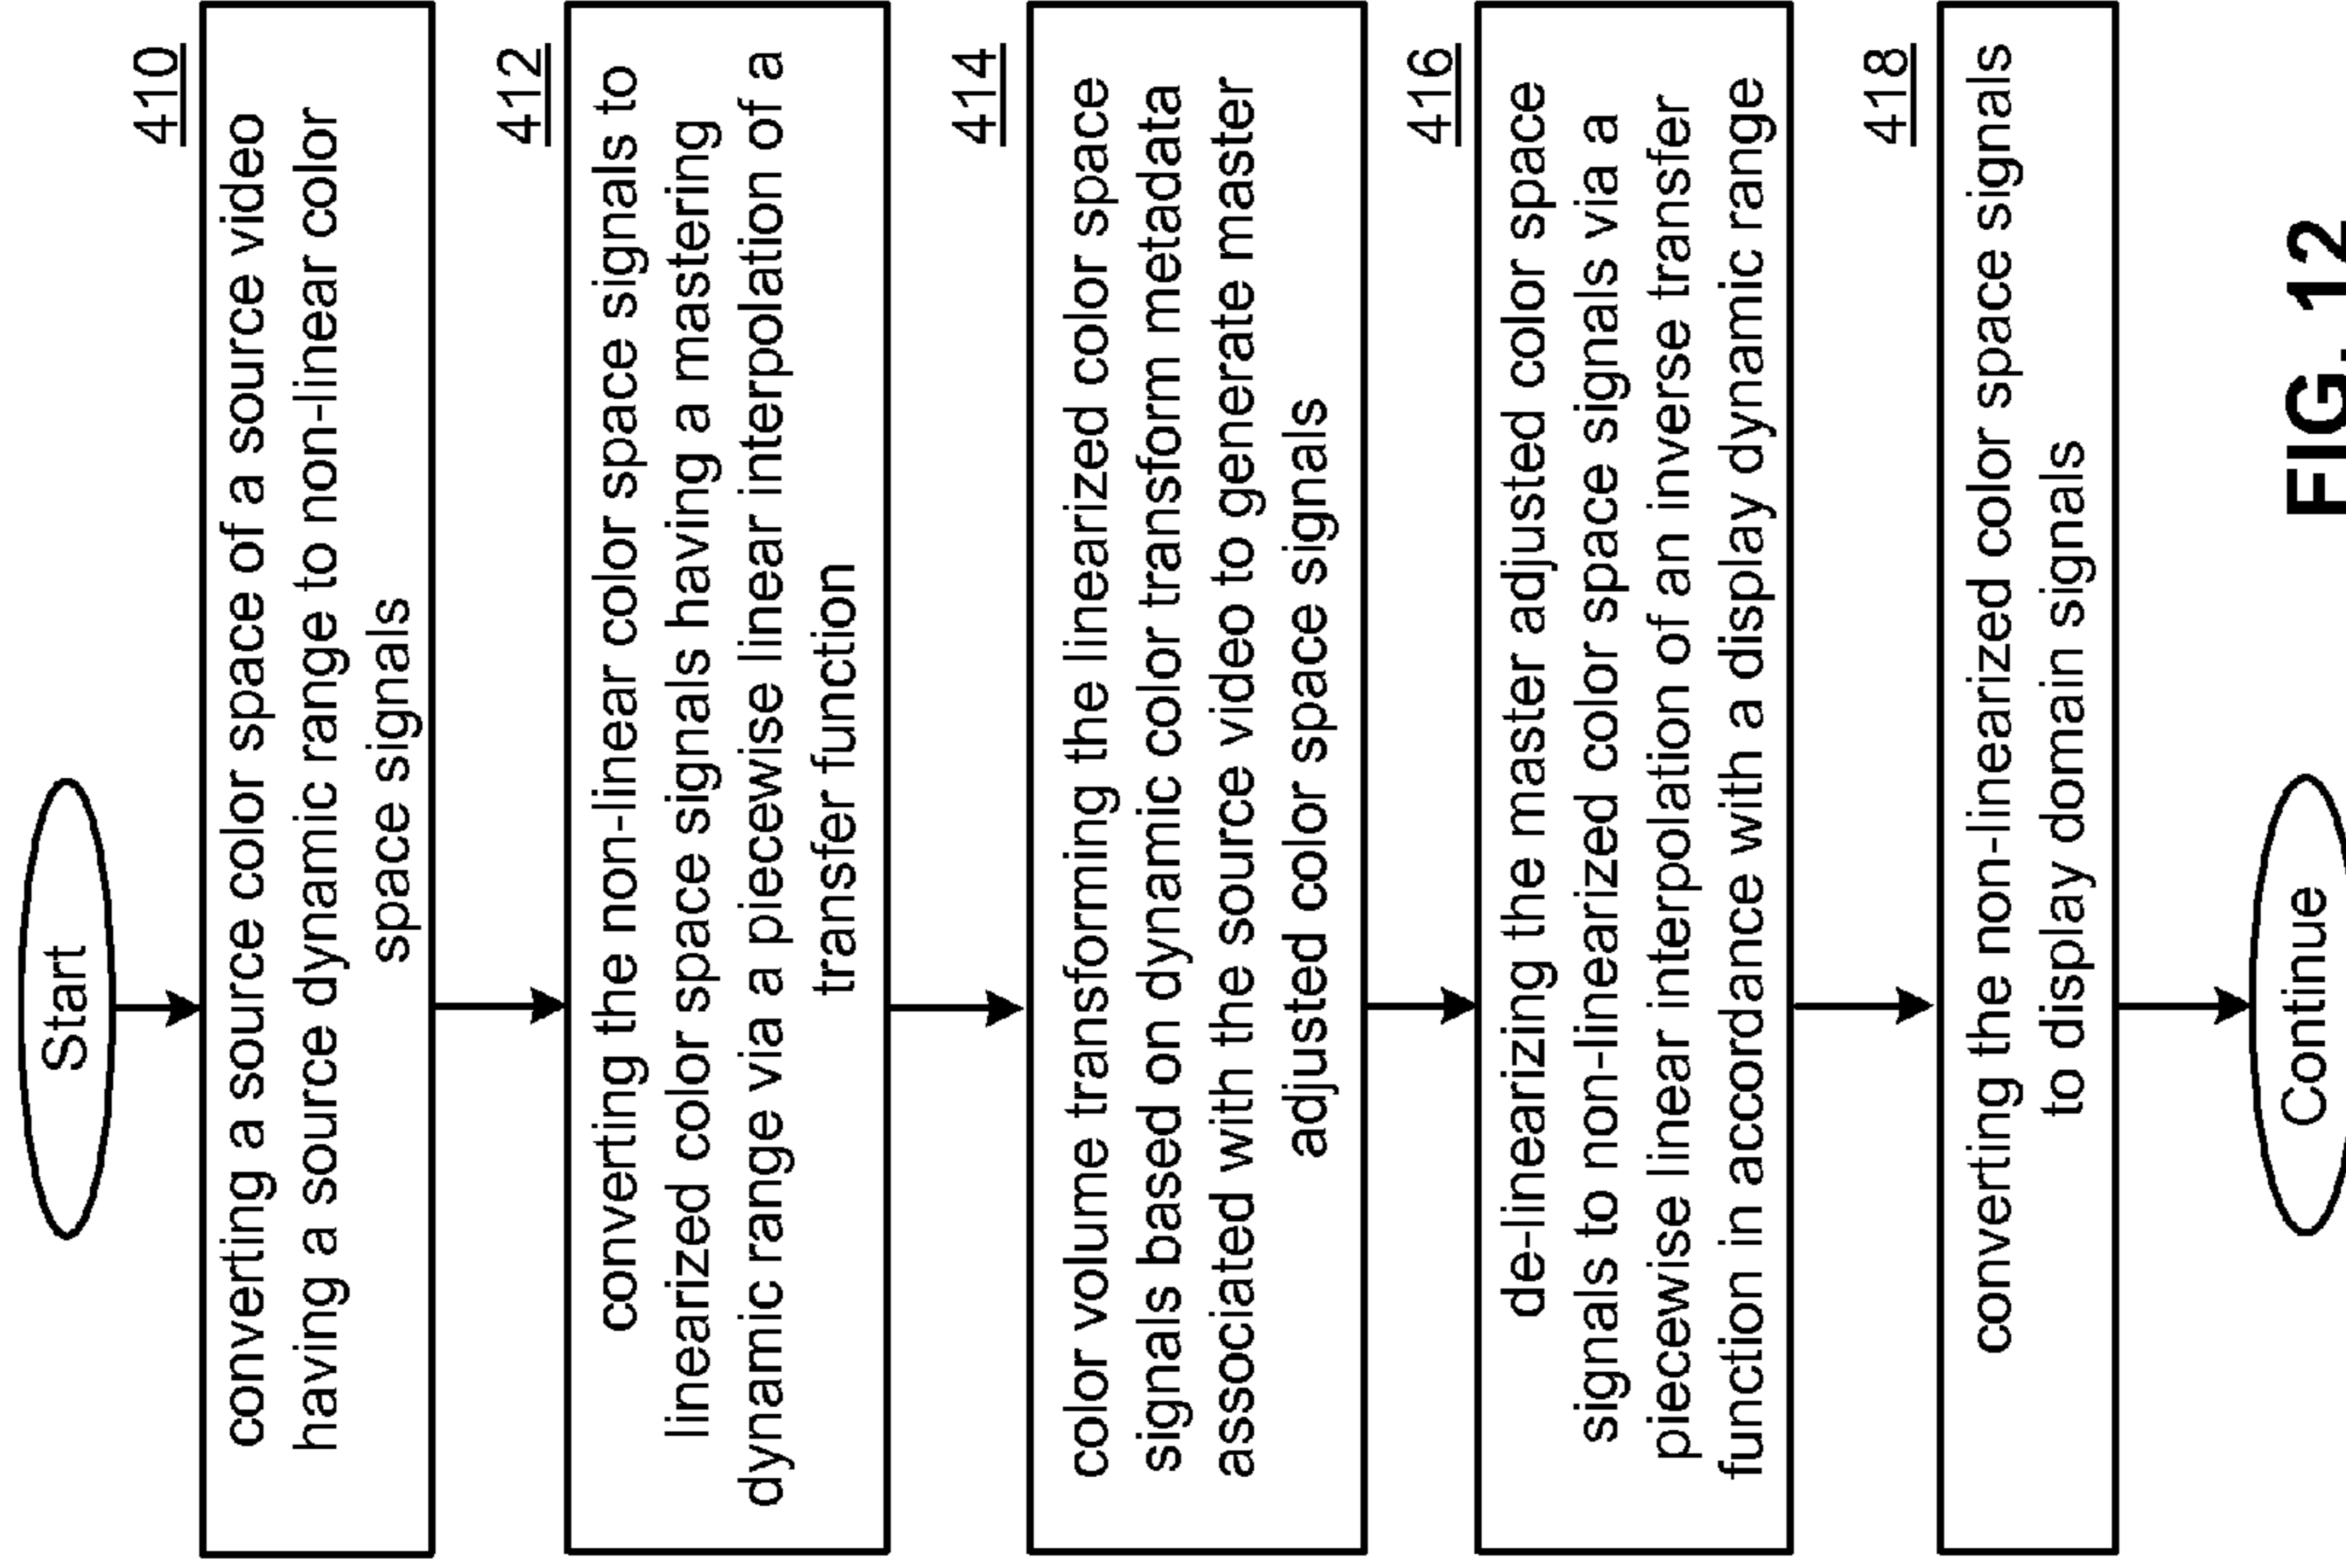 Start
410
converting a source color space of a source video
having a source dynamic range to non-linear color
space signals
412
converting the non-linear color space signals to
linearized color space signals having a mastering
dynamic range via a piecewise linear interpolation of a
transfer function
414
color volume transforming the linearized color space
signals based on dynamic color transform metadata
associated with the source video to generate master
adjusted color space signals
416
de-linearizing the master adjusted color space
signals to non-linearized color space signals via a
piecewise linear interpolation of an inverse transfer
function in accordance with a display dynamic range
418
converting the non-linearized color space signals
to display domain signals
Continue
FIG. 12